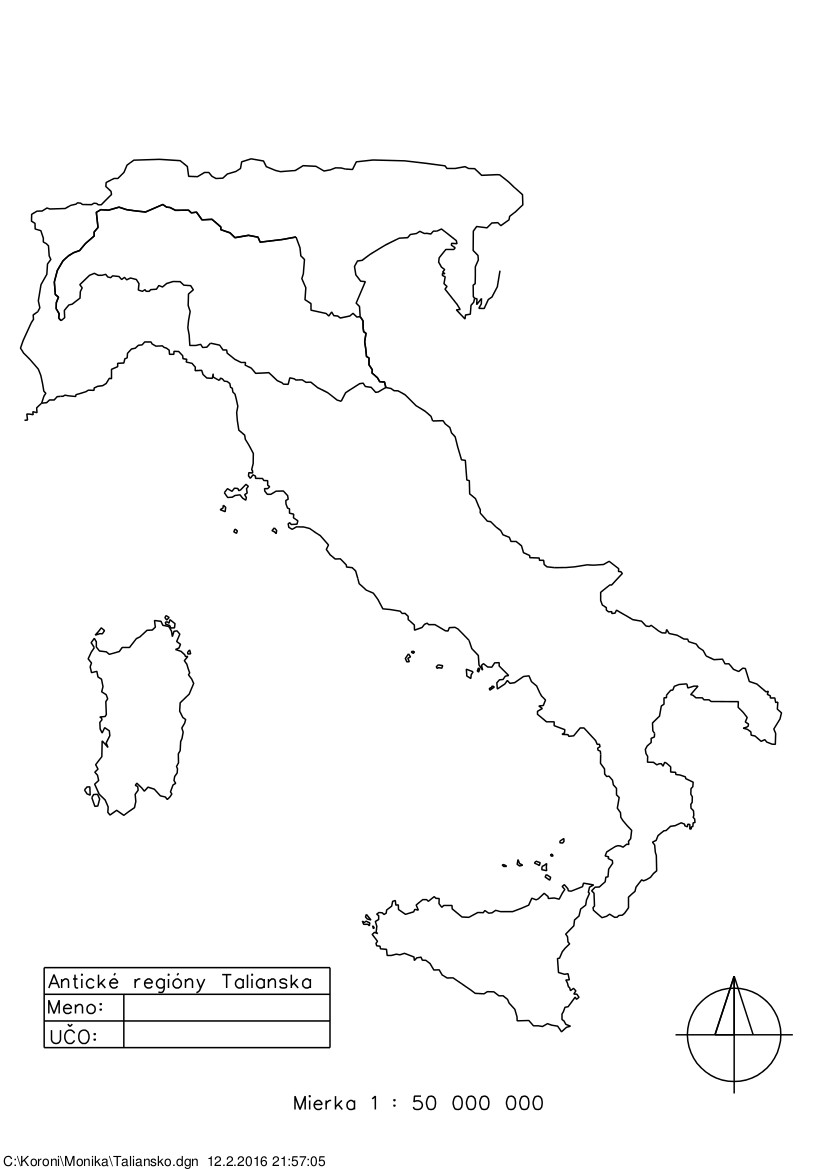 Antické regióny Talianska
Meno:
UČO:
Mierka 1 : 50 000 000
C:\Koroni\Monika\Taliansko.dgn 12.2.2016 21:57:05